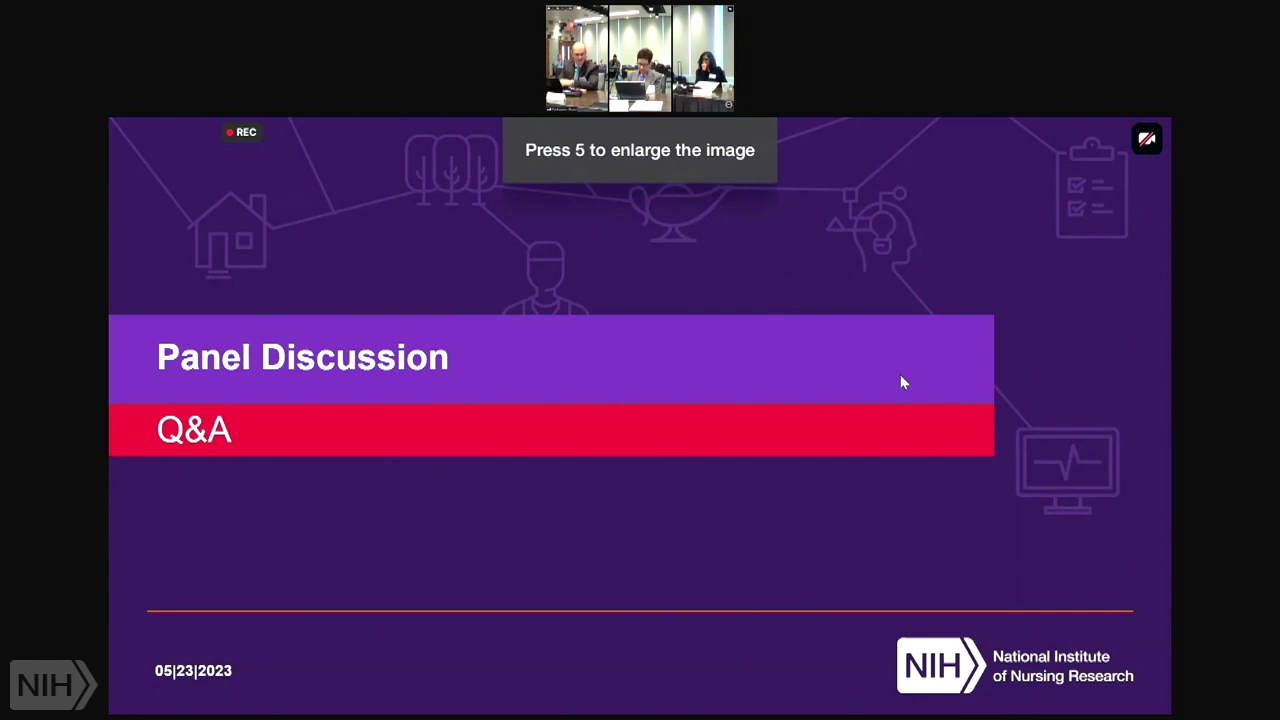 REC
Press 5 to enlarge the image
Panel Discussion
Q&A
05|23|2023
NIH
National Institute
of Nursing Research
NIH